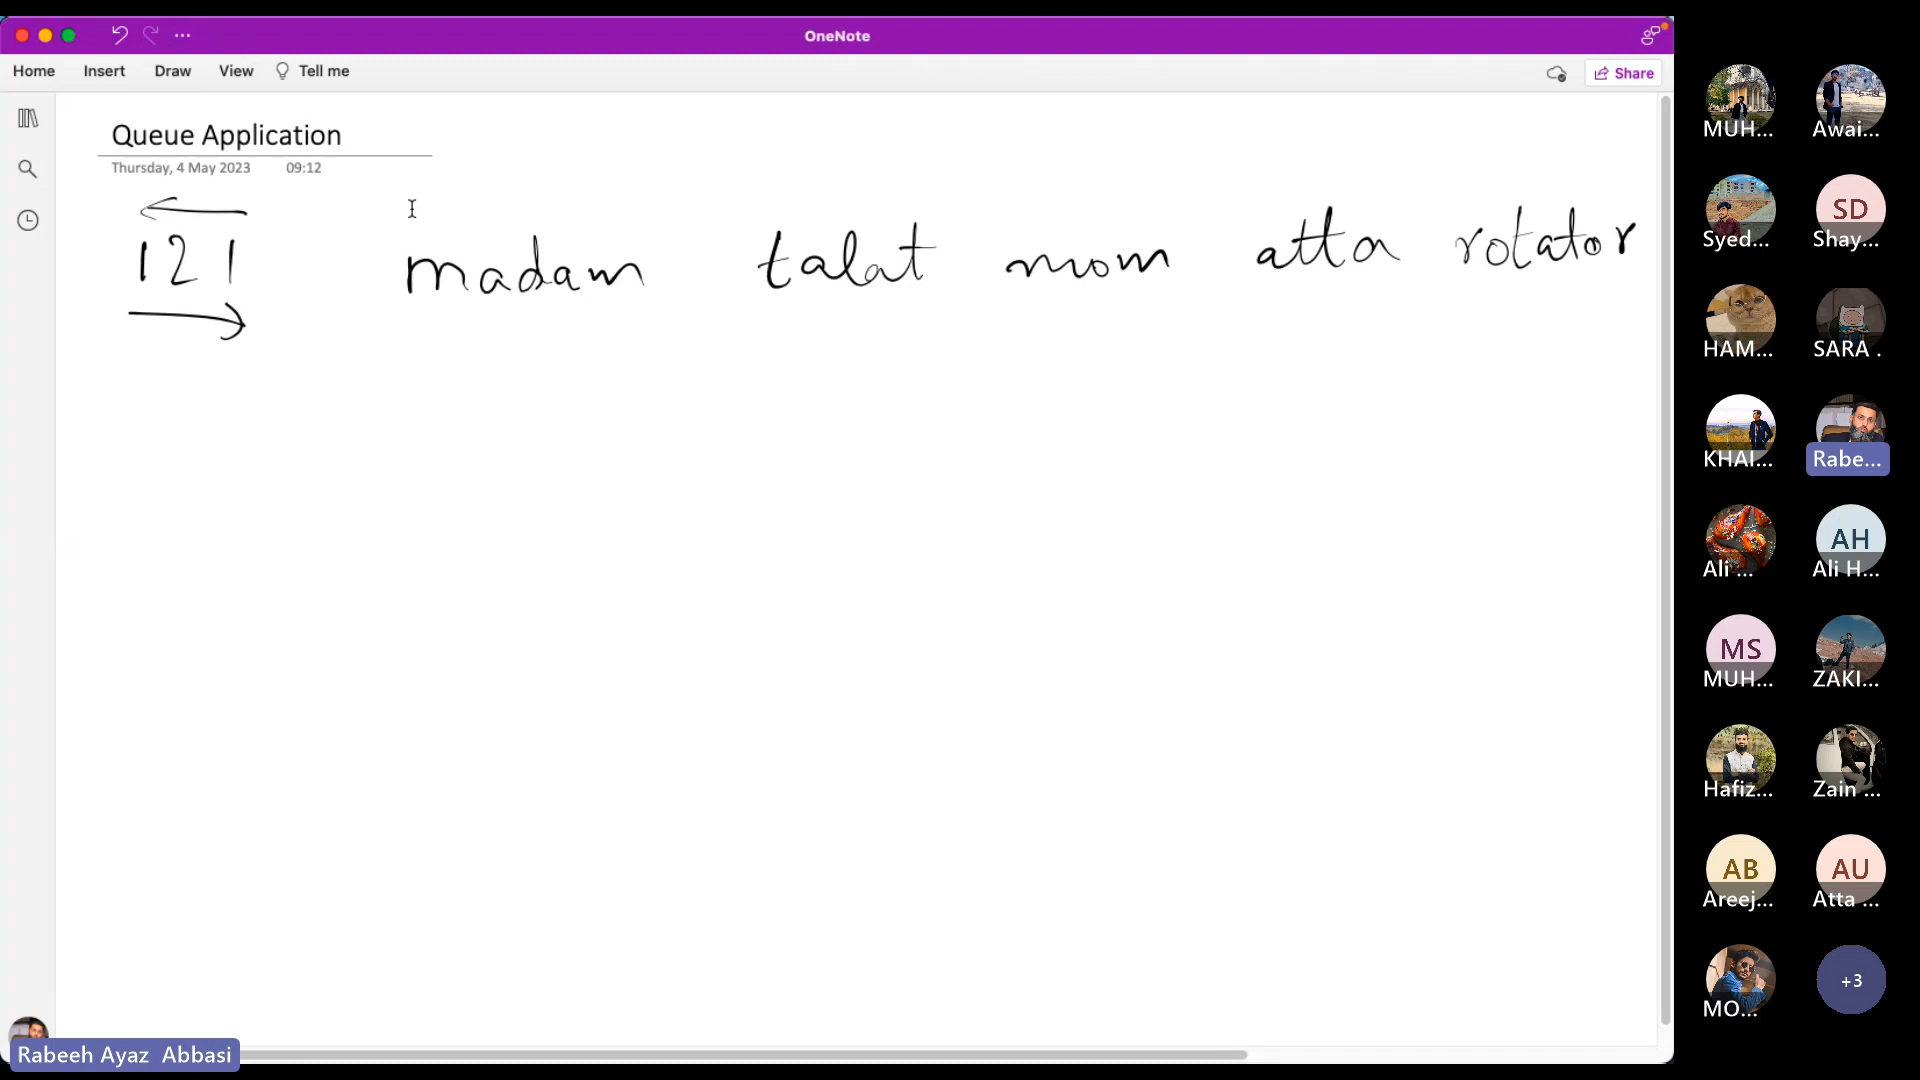 OneNote
Home Insert Draw View Tell me Share
Queue Application
Thursday, 4 May 2023 09:12
121 madam talat mom atta rotator
MUH... Awai...
SD
Syed... Shay...
HAM... SARA .
KHAI... Rabe...
AH
Ali ... Ali H...
MS
MUH... ZAKI...
Hafiz... Zain ...
AB AU
Areej... Atta ...
+3
MO...
Rabeeh Ayaz Abbasi